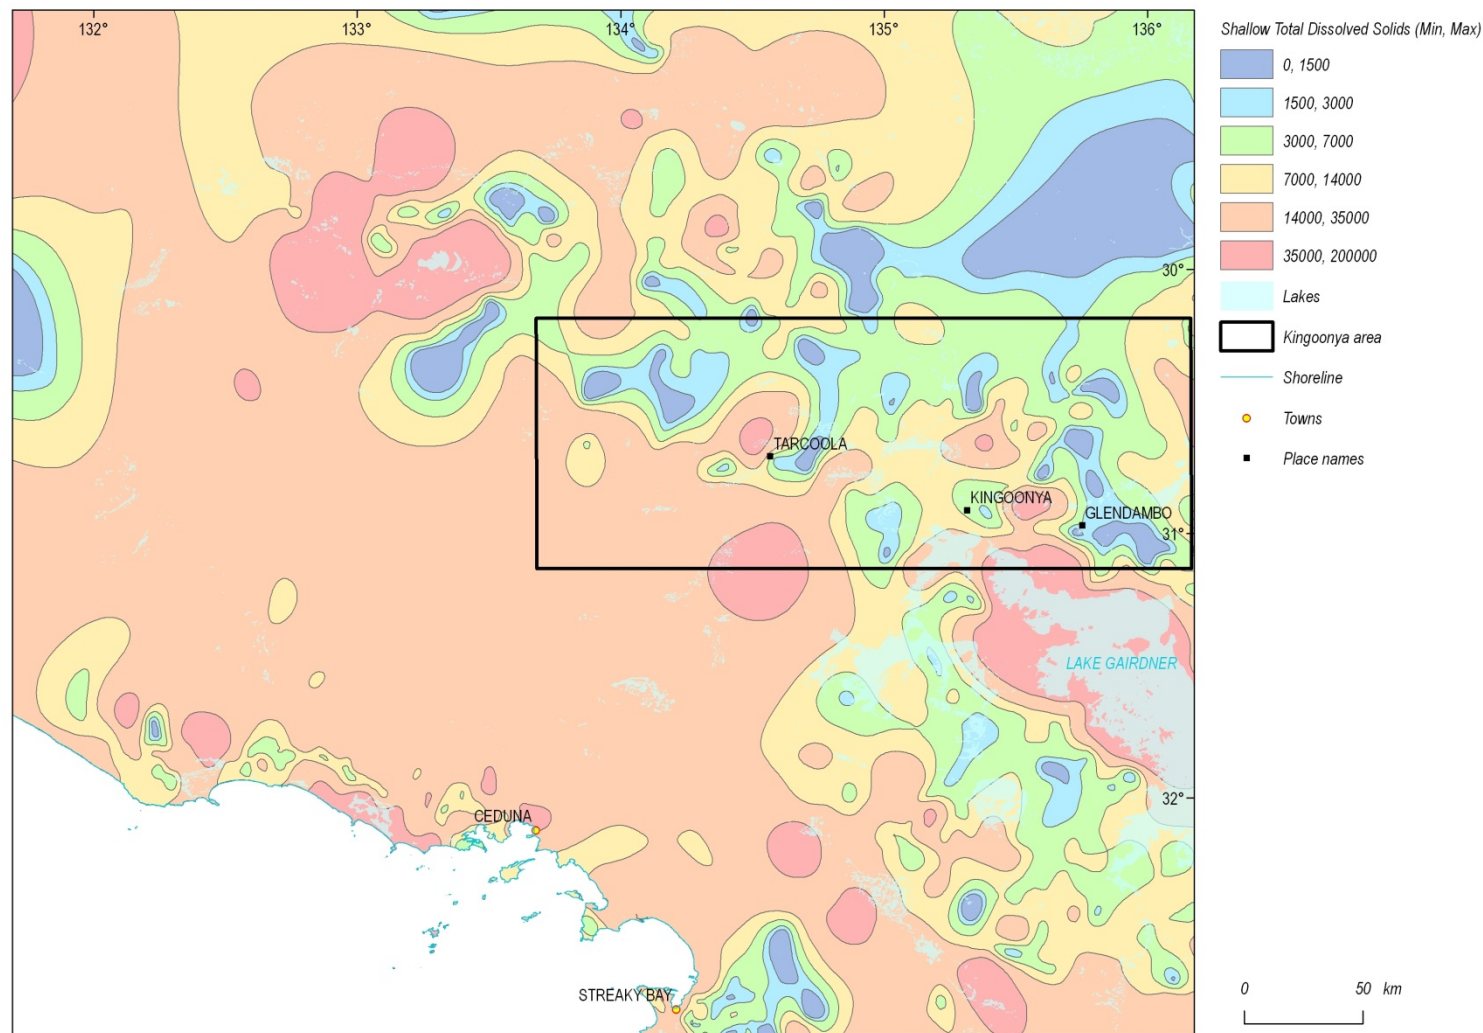 132°
133°
134°
135°
136°
30°
31°
32°
TARCOOLA
KINGOONYA
GLENDAMBO
LAKE GAIRDNER
CEDUNA
STREAKY BAY
Shallow Total Dissolved Solids (Min, Max)
0, 1500
1500, 3000
3000, 7000
7000, 14000
14000, 35000
35000, 200000
Lakes
Kingoonya area
Shoreline
Towns
Place names
0 50 km